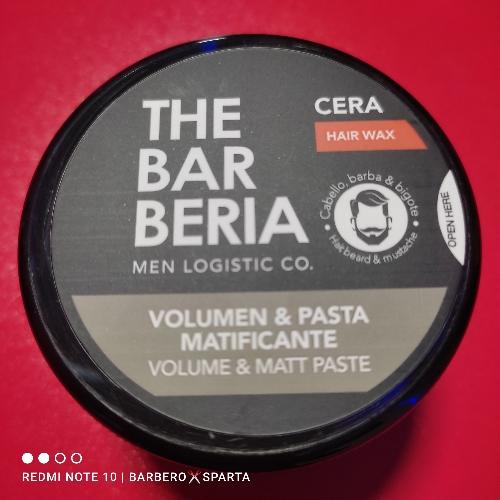 THE
BAR
BERIA
MEN LOGISTIC CO.
CERA
HAIR WAX
Cabello, barba & bigote
Hair beard & mustache
OPEN HERE
VOLUMEN & PASTA
MATIFICANTE
VOLUME & MATT PASTE
REDMI NOTE 10 | BARBERO⚔SPARTA